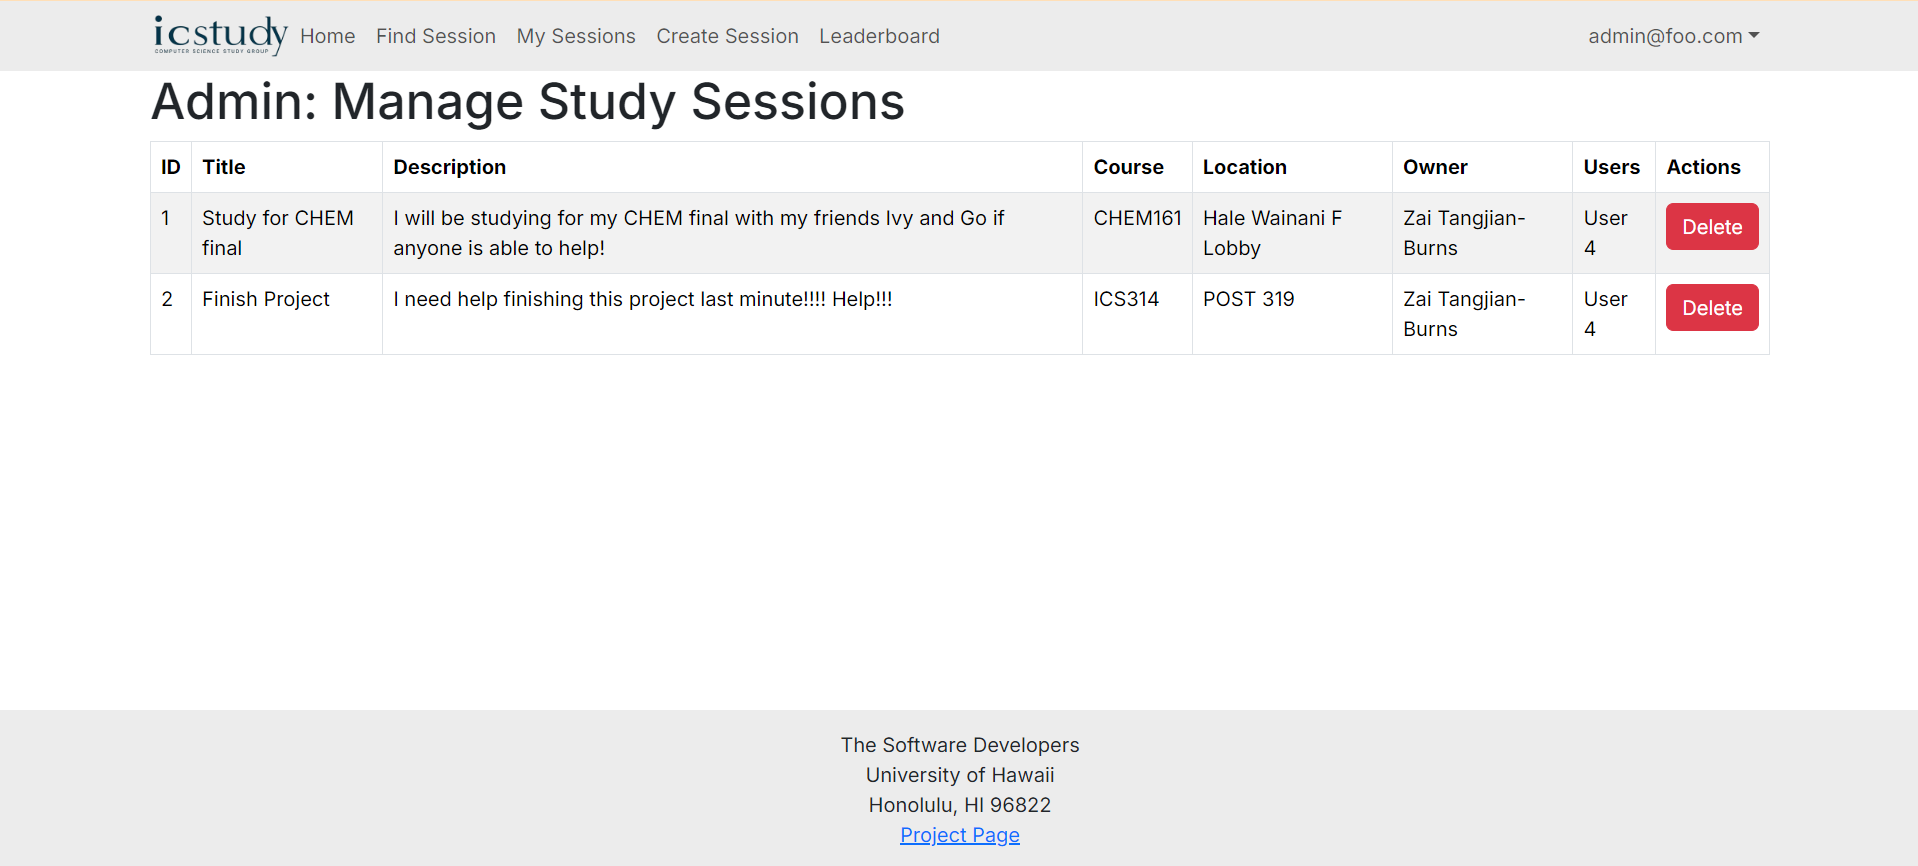 icstudy Home Find Session My Sessions Create Session Leaderboard admin@foo.com
COMPUTER SCIENCE STUDY GROUP
Admin: Manage Study Sessions
ID Title Description Course Location Owner Users Actions
1 Study for CHEM I will be studying for my CHEM final with my friends Ivy and Go if CHEM161 Hale Wainani F Zai Tangjian- User Delete
final anyone is able to help! Lobby Burns 4
2 Finish Project I need help finishing this project last minute!!!! Help!!! ICS314 POST 319 Zai Tangjian- User Delete
Burns 4
The Software Developers
University of Hawaii
Honolulu, HI 96822
Project Page